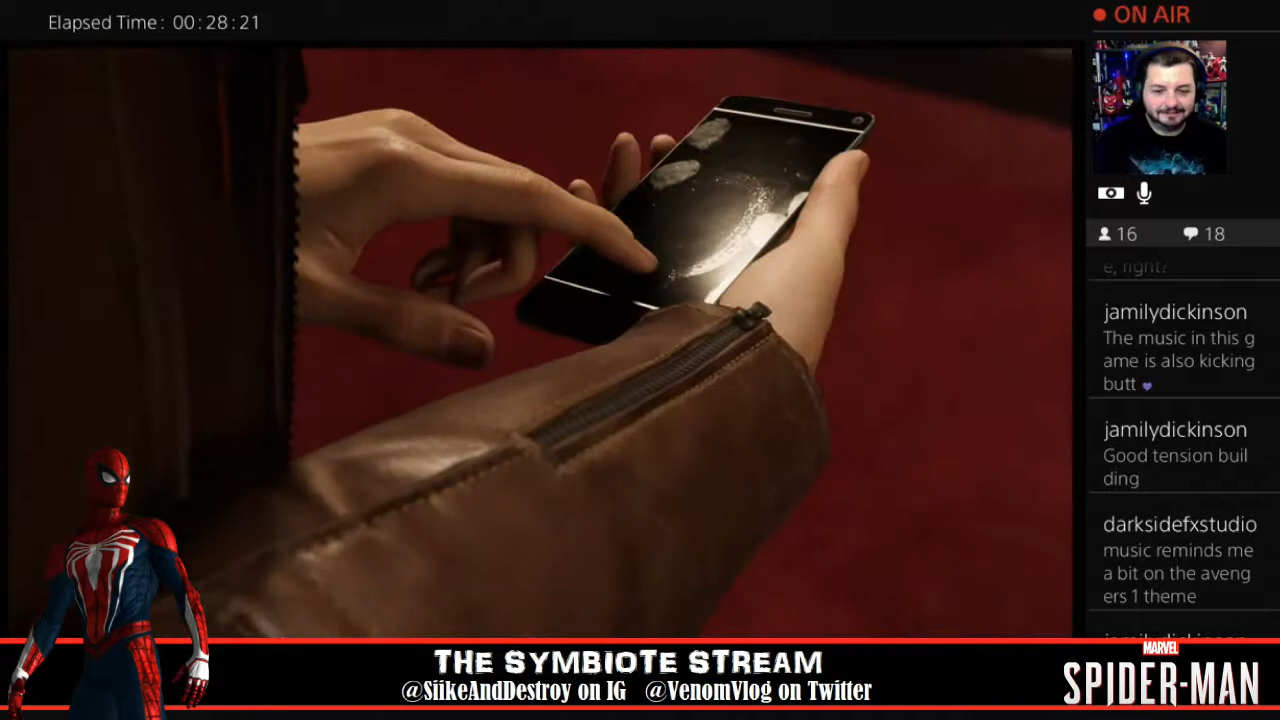 Elapsed Time: 00:28:21
ON AIR
16 18
e, right?
jamilydickinson
The music in this g
ame is also kicking
butt 💜
jamilydickinson
Good tension buil
ding
darksidefxstudio
music reminds me
a bit on the aveng
ers 1 theme
jamilydickinson
THE SYMBIOTE STREAM
@SiikeAndDestroy on IG @VenomVlog on Twitter
MARVEL
SPIDER-MAN